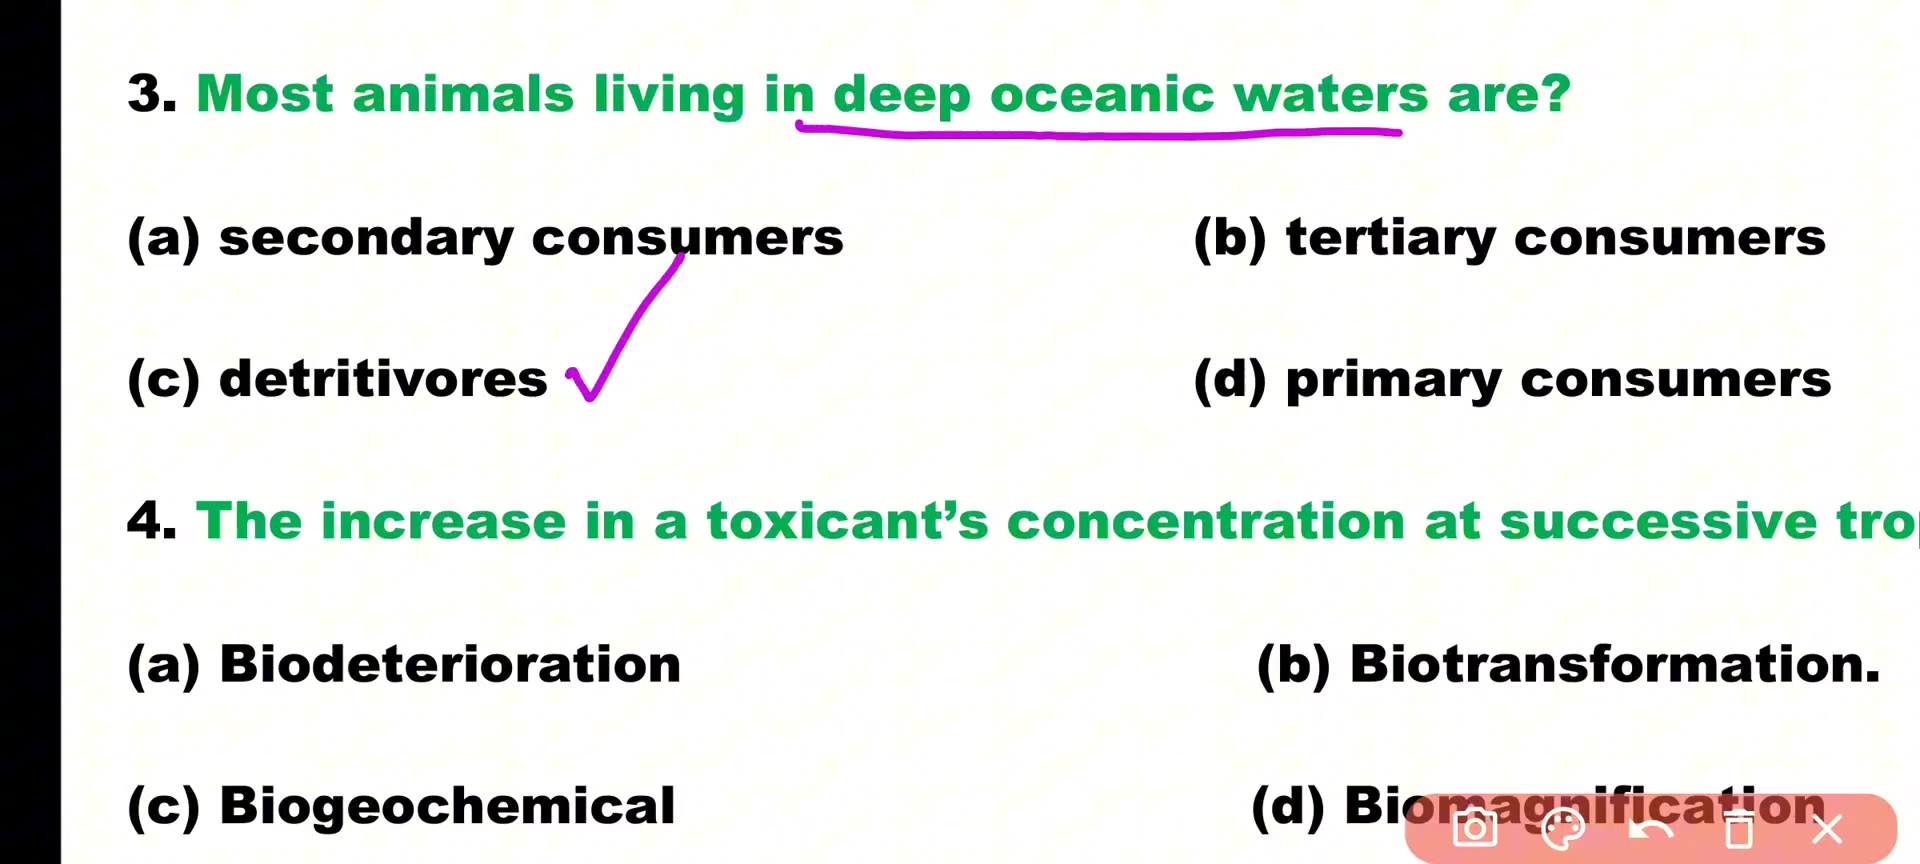 3. Most animals living in deep oceanic waters are?
(a) secondary consumers (b) tertiary consumers
(c) detritivores (d) primary consumers
4. The increase in a toxicant’s concentration at successive
(a) Biodeterioration (b) Biotransformation.
(c) Biogeochemical (d) Biomagnification